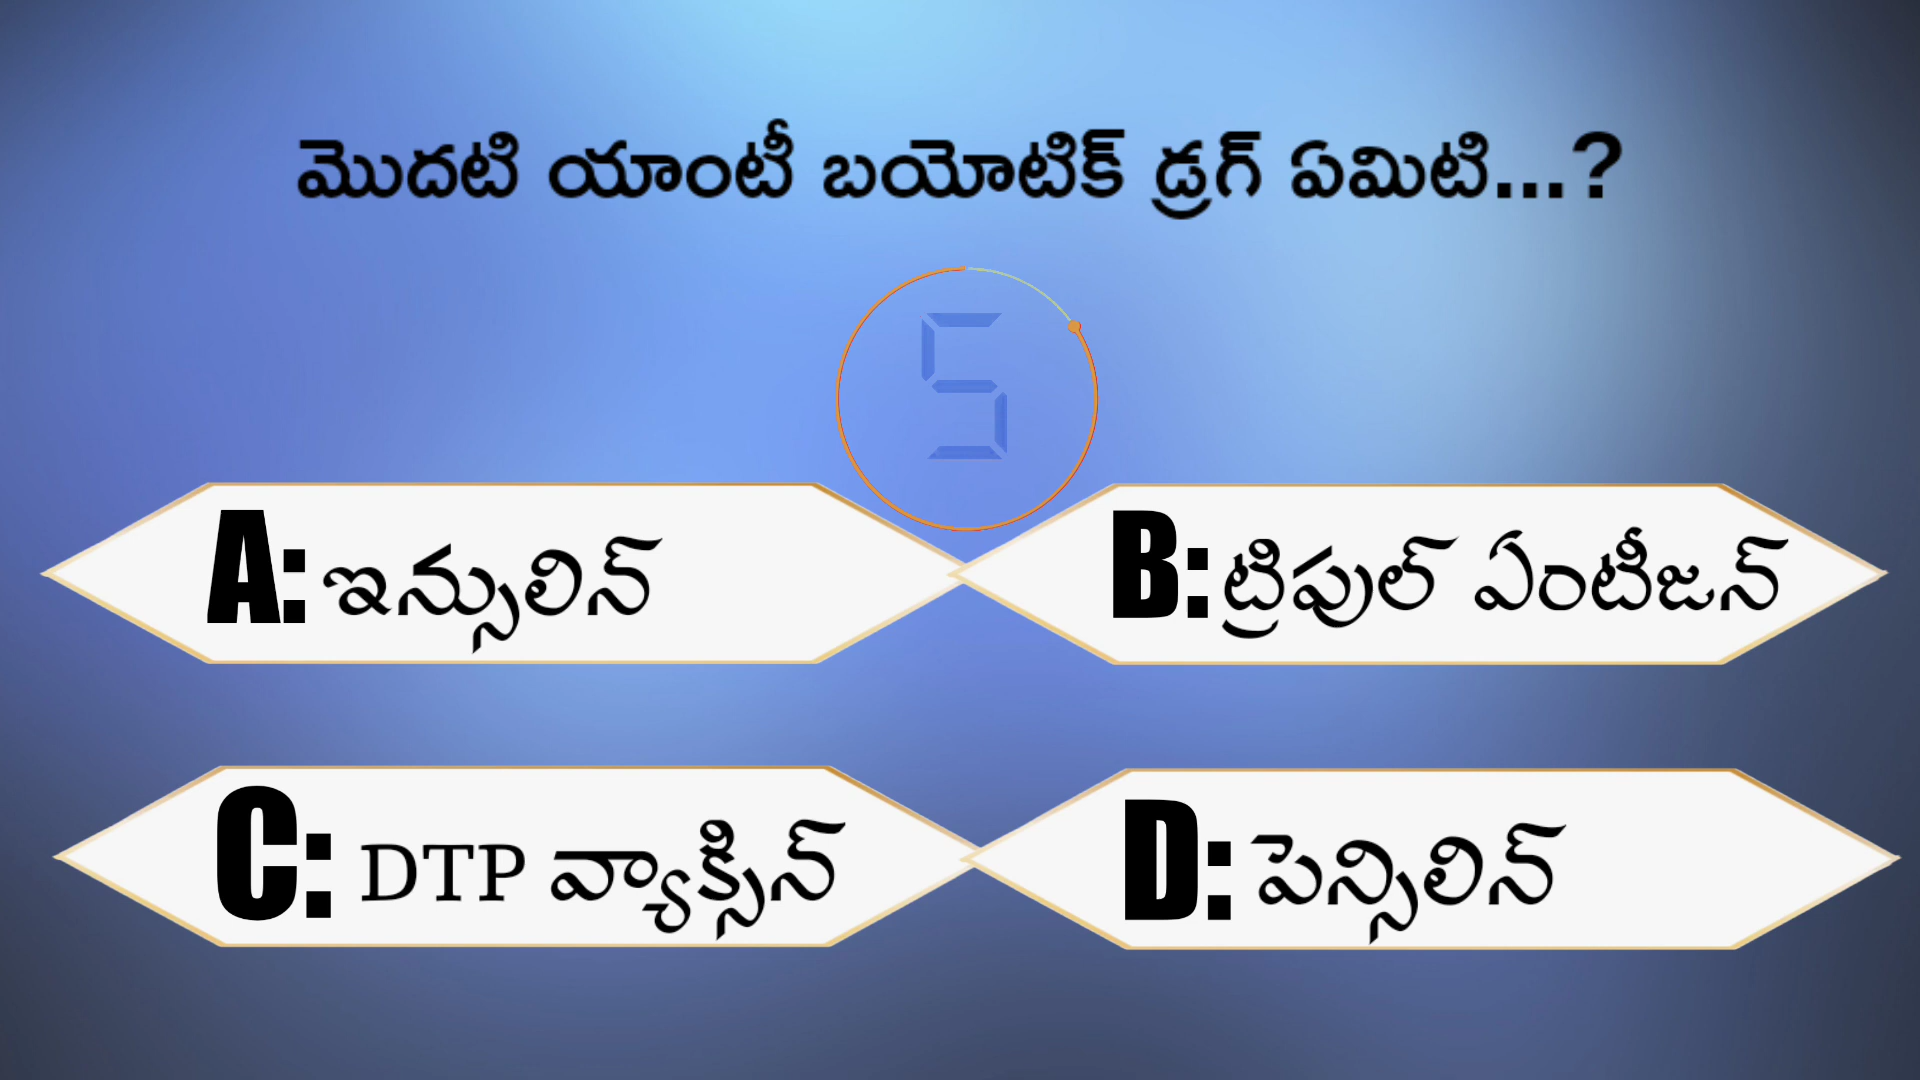 మొదటి యాంటీ బయోటిక్ డ్రగ్ ఏమిటి...?
5
A: ఇన్సులిన్
B: ట్రిపుల్ ఏంటీజన్
C: DTP వ్యాక్సిన్
D: పెన్సిలిన్